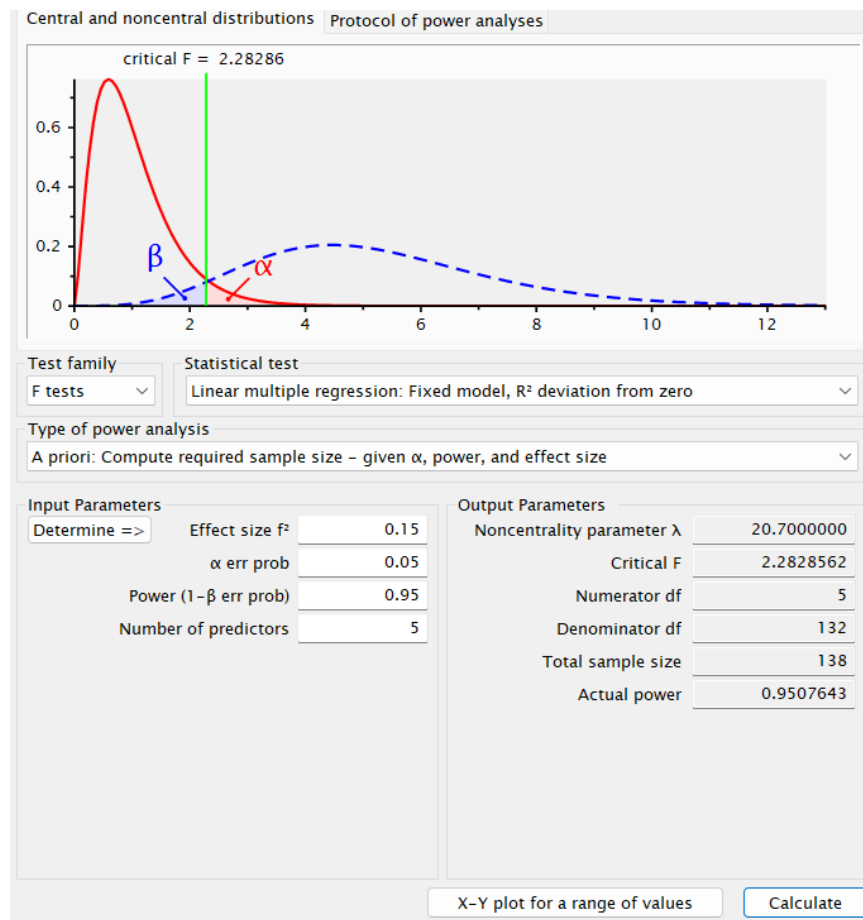 Central and noncentral distributions Protocol of power analyses
critical F = 2.28286
0.6
0.4
0.2
0
β
α
0 2 4 6 8 10 12
Test family Statistical test
F tests Linear multiple regression: Fixed model, R² deviation from zero
Type of power analysis
A priori: Compute required sample size – given α, power, and effect size
Input Parameters Output Parameters
Determine => Effect size f² 0.15 Noncentrality parameter λ 20.7000000
α err prob 0.05 Critical F 2.2828562
Power (1-β err prob) 0.95 Numerator df 5
Number of predictors 5 Denominator df 132
Total sample size 138
Actual power 0.9507643
X-Y plot for a range of values Calculate